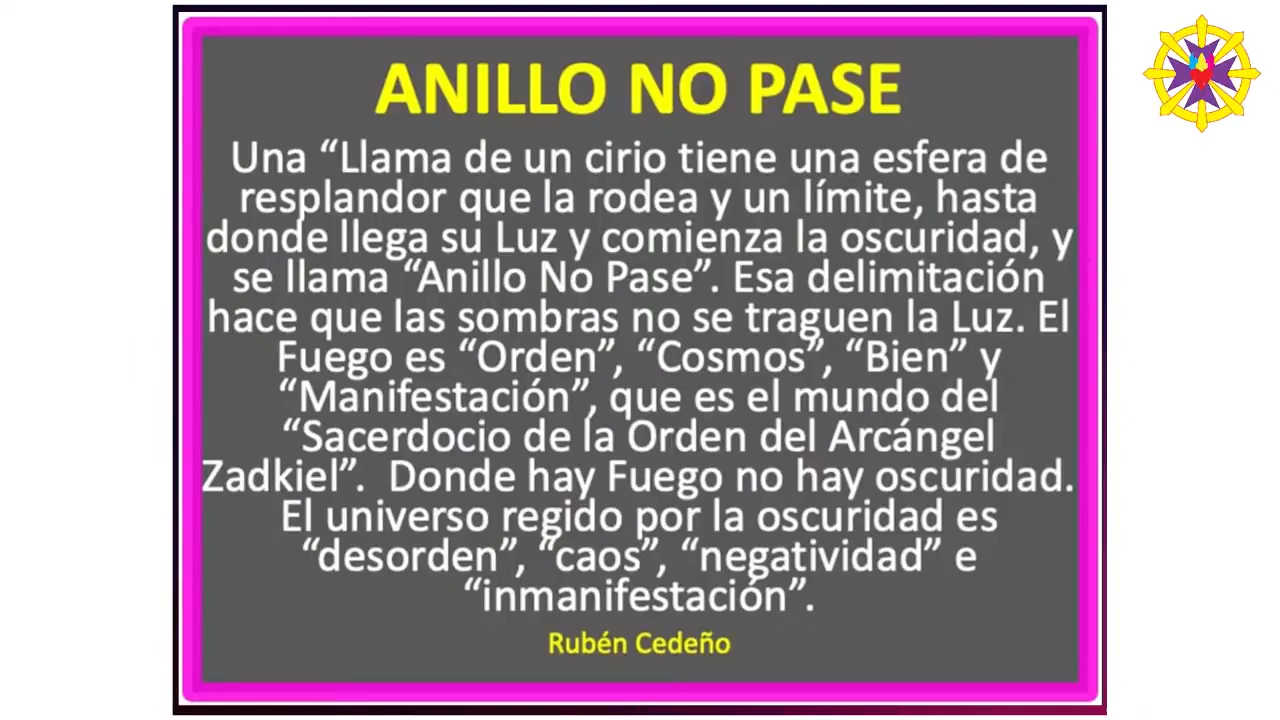 ANILLO NO PASE
Una “Llama de un cirio tiene una esfera de
resplandor que la rodea y un límite, hasta
donde llega su Luz y comienza la oscuridad, y
se llama “Anillo No Pase”. Esa delimitación
hace que las sombras no se traguen la Luz. El
Fuego es “Orden”, “Cosmos”, “Bien” y
“Manifestación”, que es el mundo del
“Sacerdocio de la Orden del Arcángel
Zadkiel”.  Donde hay Fuego no hay oscuridad.
El universo regido por la oscuridad es
“desorden”, “caos”, “negatividad” e
“inmanifestación”.
Rubén Cedeño